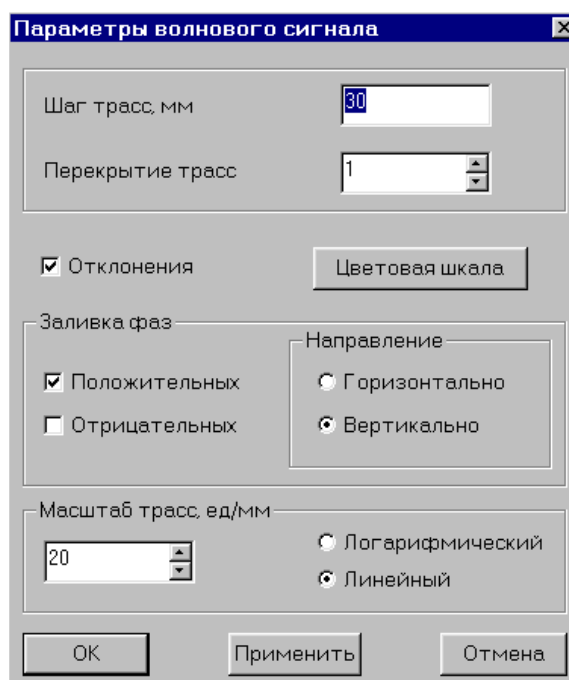 Параметры волнового сигнала
Шаг трасс, мм 30
Перекрытие трасс 1
Отклонения Цветовая шкала
Заливка фаз
Направление
Положительных Горизонтально
Отрицательных Вертикально
Масштаб трасс, ед/мм
20 Логарифмический
Линейный
OK Применить Отмена